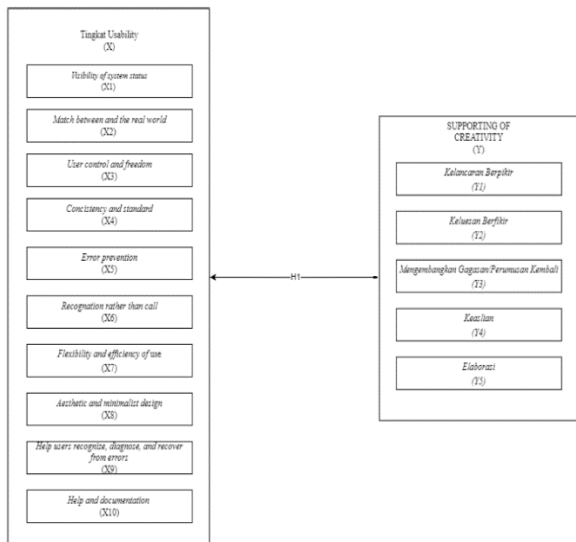 Tingkat Usability
(X)
Visibility of system status
(X1)
Match between and the real world
(X2)
User control and freedom
(X3)
Concistency and standard
(X4)
Error prevention
(X5)
Recognation rather than call
(X6)
Flexibility and efficiency of use
(X7)
Aesthetic and minimalist design
(X8)
Help users recognize, diagnose, and recover
from errors
(X9)
Help and documentation
(X10)
H1
SUPPORTING OF
CREATIVITY
(Y)
Kelancaran Berpikir
(Y1)
Keluesan Berfikir
(Y2)
Mengembangkan Gagasan/Perumusan Kembali
(Y3)
Keaslian
(Y4)
Elaborasi
(Y5)